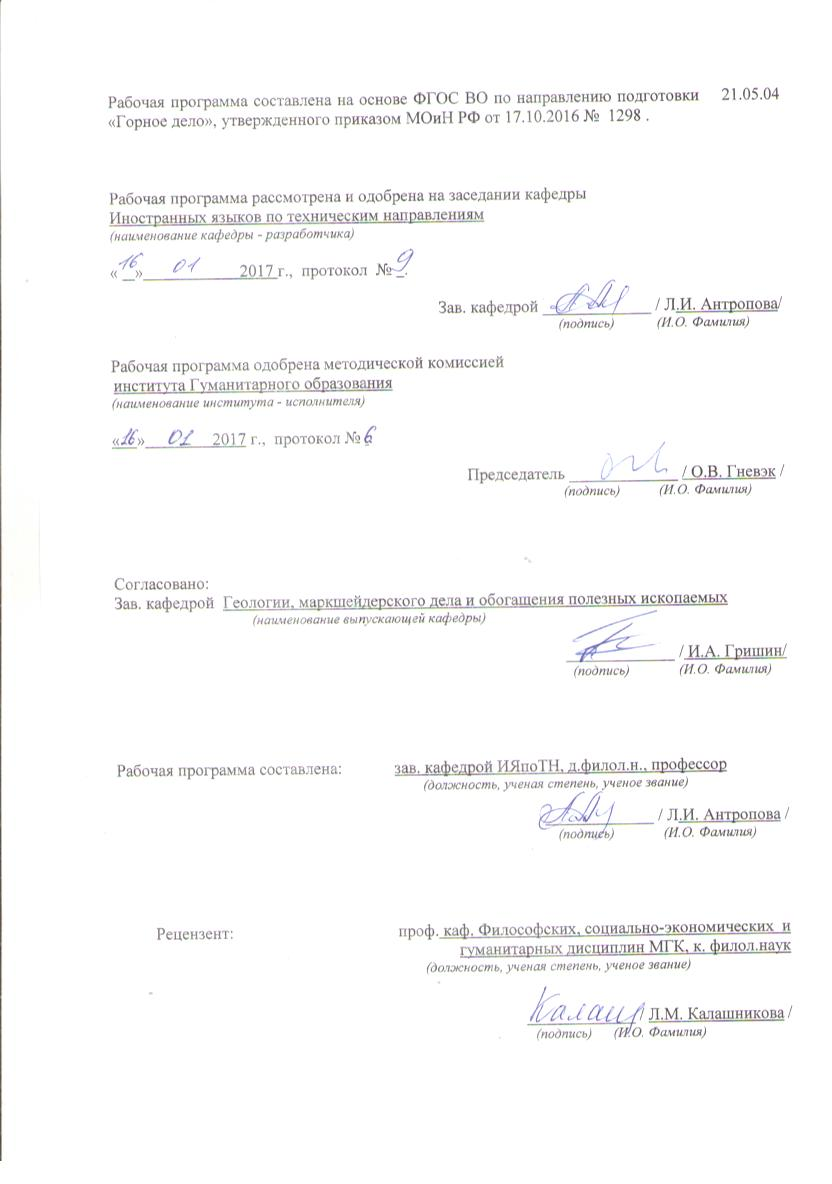 Рабочая программа составлена на основе ФГОС ВО по направлению подготовки 21.05.04
«Горное дело», утвержденного приказом МОиН РФ от 17.10.2016 № 1298 .
Рабочая программа рассмотрена и одобрена на заседании кафедры
Иностранных языков по техническим направлениям
(наименование кафедры - разработчика)
«16» 01 2017 г., протокол № 9.
Зав. кафедрой ____________ / Л.И. Антропова/
(подпись) (И.О. Фамилия)
Рабочая программа одобрена методической комиссией
института Гуманитарного образования
(наименование института - исполнителя)
«16» 01 2017 г., протокол № 6
Председатель ____________ / О.В. Гневэк /
(подпись) (И.О. Фамилия)
Согласовано:
Зав. кафедрой Геологии, маркшейдерского дела и обогащения полезных ископаемых
(наименование выпускающей кафедры)
____________ / И.А. Гришин/
(подпись) (И.О. Фамилия)
Рабочая программа составлена: зав. кафедрой ИЯпоТН, д.филол.н., профессор
(должность, ученая степень, ученое звание)
____________ / Л.И. Антропова /
(подпись) (И.О. Фамилия)
Рецензент: проф. каф. Философских, социально-экономических и
гуманитарных дисциплин МГК, к. филол.наук
(должность, ученая степень, ученое звание)
____________ / Л.М. Калашникова /
(подпись) (И.О. Фамилия)